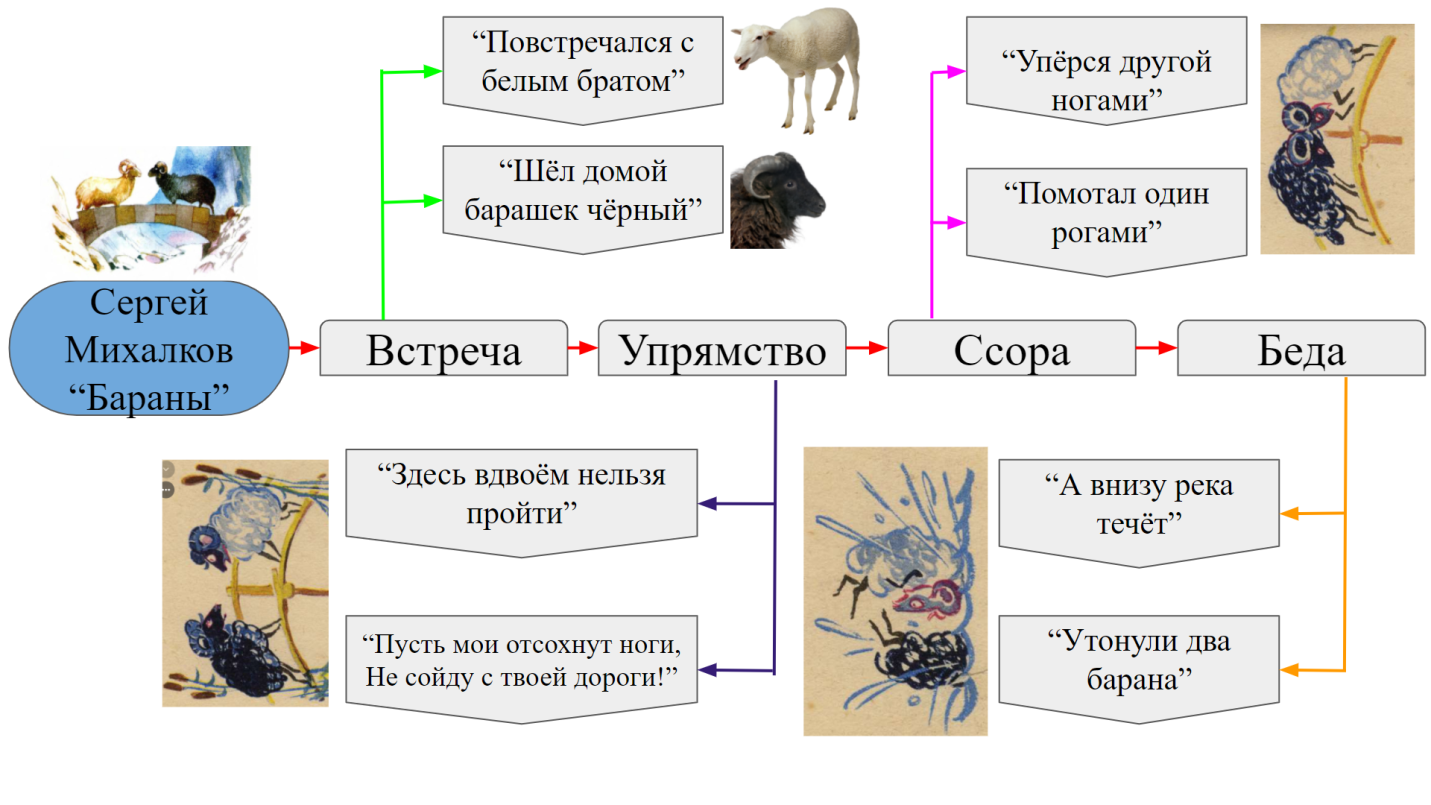 Сергей
Михалков
“Бараны”
Встреча
“Повстречался с
белым братом”
“Шёл домой
барашек чёрный”
Упрямство
“Здесь вдвоём нельзя
пройти”
“Пусть мои отсохнут ноги,
Не сойду с твоей дороги!”
Ссора
“Упёрся другой
ногами”
“Помотал один
рогами”
Беда
“А внизу река
течёт”
“Утонули два
барана”